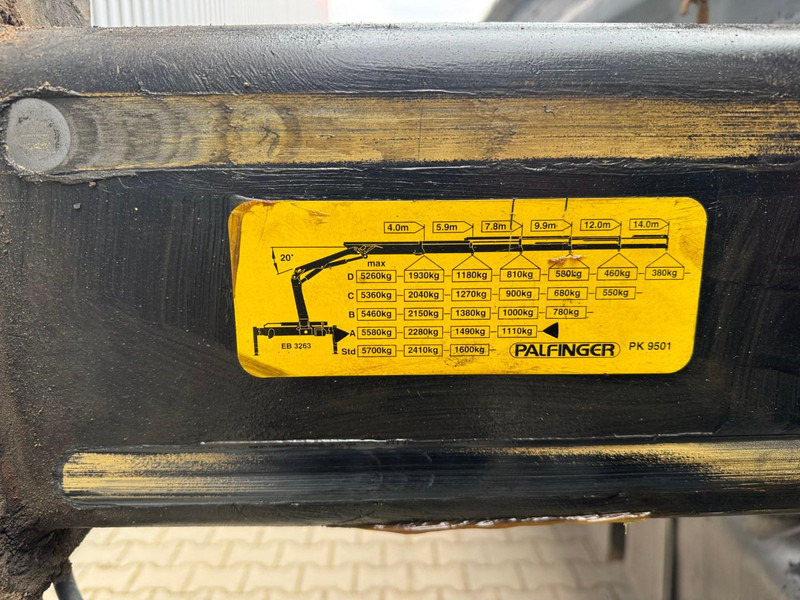 4.0m 5.9m 7.8m 9.9m 12.0m 14.0m
20°
max
D 5260kg 1930kg 1180kg 810kg 580kg 460kg 380kg
C 5360kg 2040kg 1270kg 900kg 680kg 550kg
B 5460kg 2150kg 1380kg 1000kg 780kg
A 5580kg 2280kg 1490kg 1110kg
EB 3263
Std 5700kg 2410kg 1600kg PALFINGER PK 9501